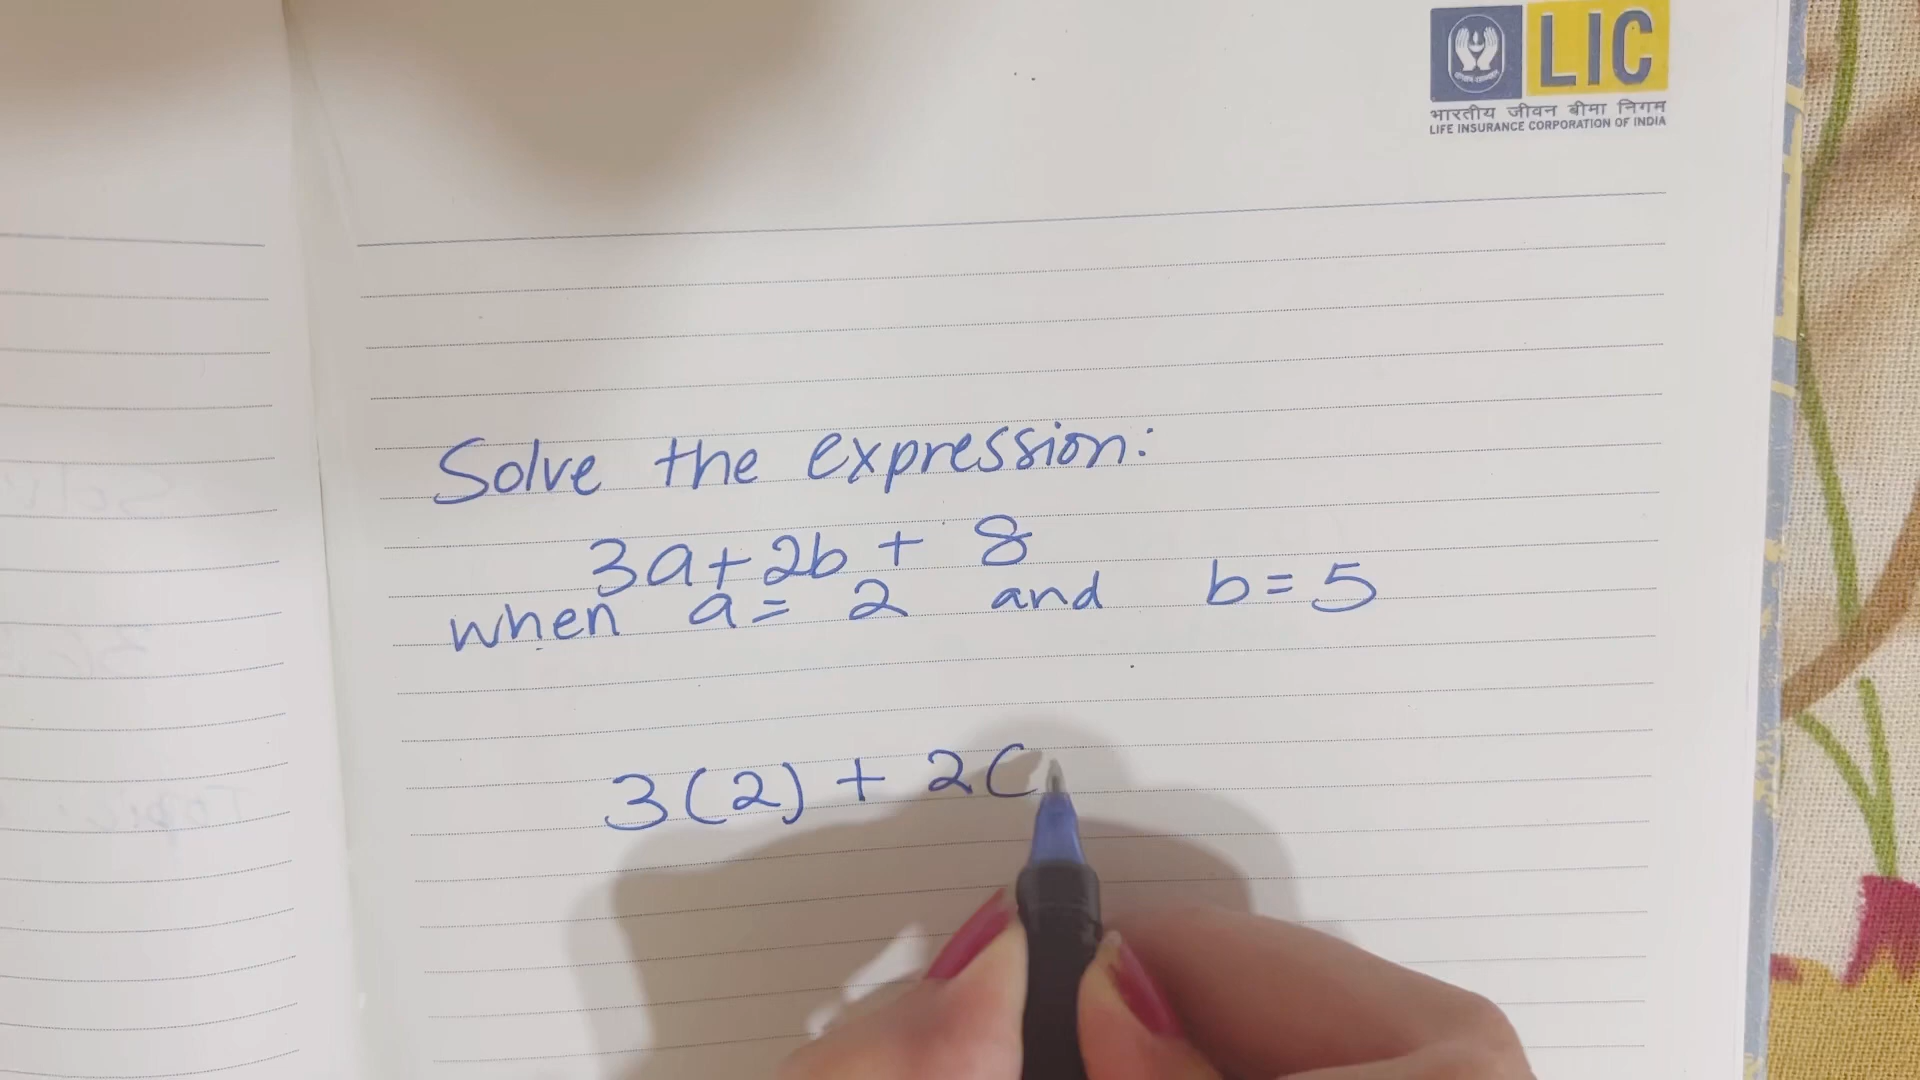 LIC
भारतीय जीवन बीमा निगम
LIFE INSURANCE CORPORATION OF INDIA
Solve the expression:
3a+2b + 8
when a= 2 and b=5
3(2) + 2(